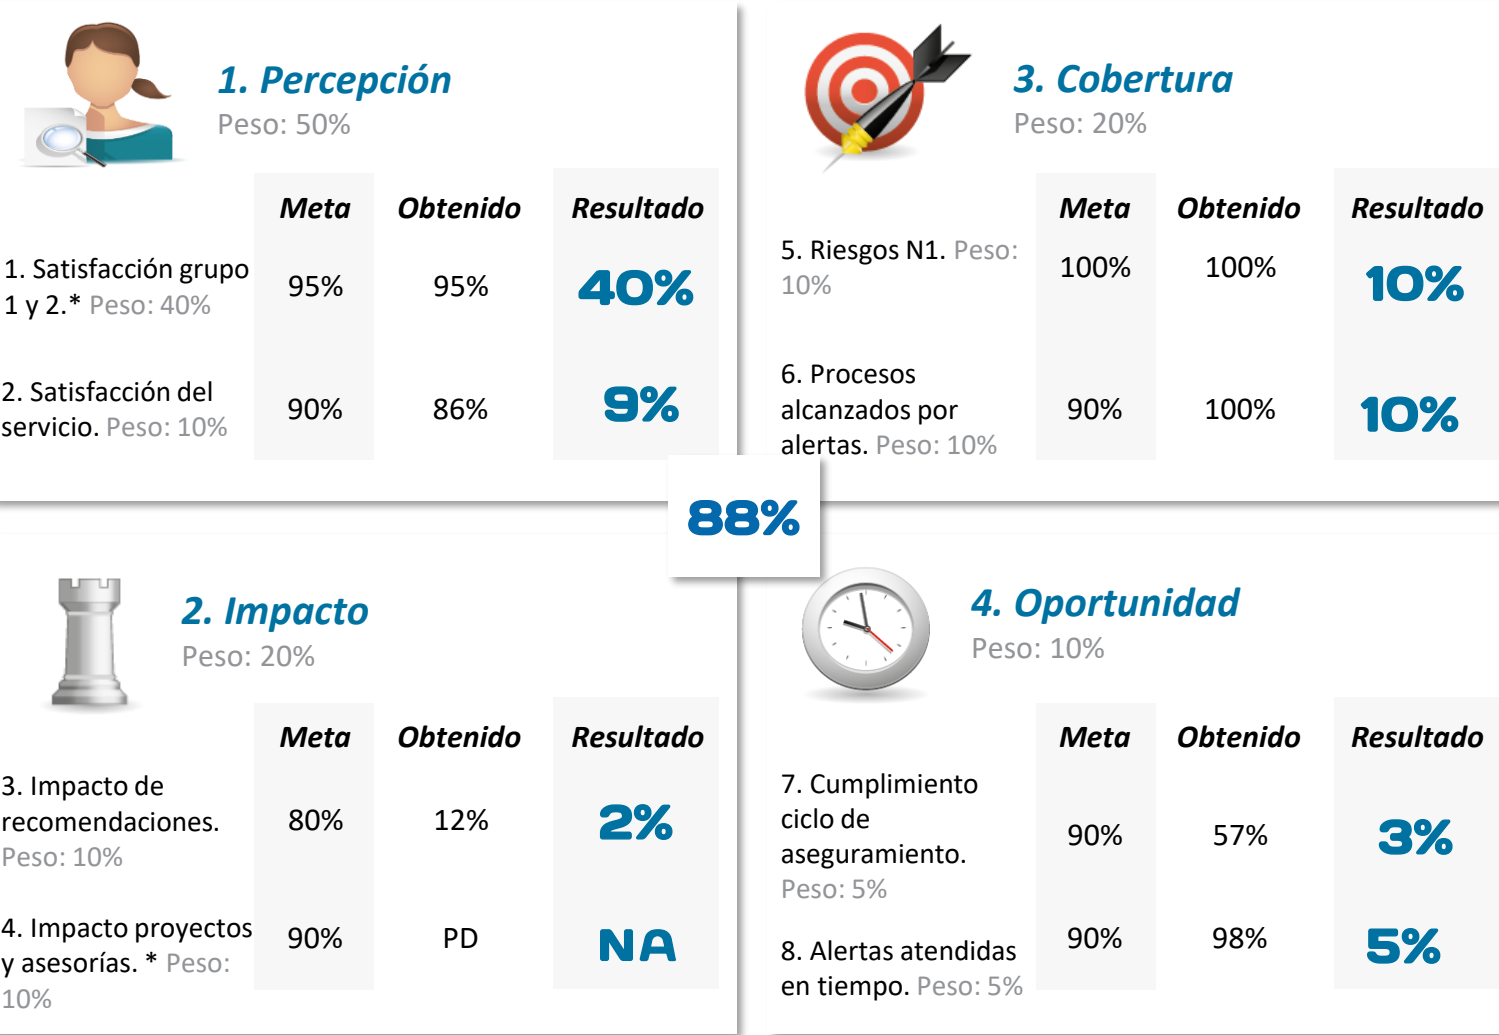 1. Percepción
Peso: 50%
Meta Obtenido Resultado
1. Satisfacción grupo
1 y 2.* Peso: 40%
95% 95% 40%
2. Satisfacción del
servicio. Peso: 10%
90% 86% 9%
3. Cobertura
Peso: 20%
Meta Obtenido Resultado
5. Riesgos N1. Peso:
10%
100% 100% 10%
6. Procesos
alcanzados por
alertas. Peso: 10%
90% 100% 10%
88%
2. Impacto
Peso: 20%
Meta Obtenido Resultado
3. Impacto de
recomendaciones.
Peso: 10%
80% 12% 2%
4. Impacto proyectos
y asesorías. * Peso:
10%
90% PD NA
4. Oportunidad
Peso: 10%
Meta Obtenido Resultado
7. Cumplimiento
ciclo de
aseguramiento.
Peso: 5%
90% 57% 3%
8. Alertas atendidas
en tiempo. Peso: 5%
90% 98% 5%